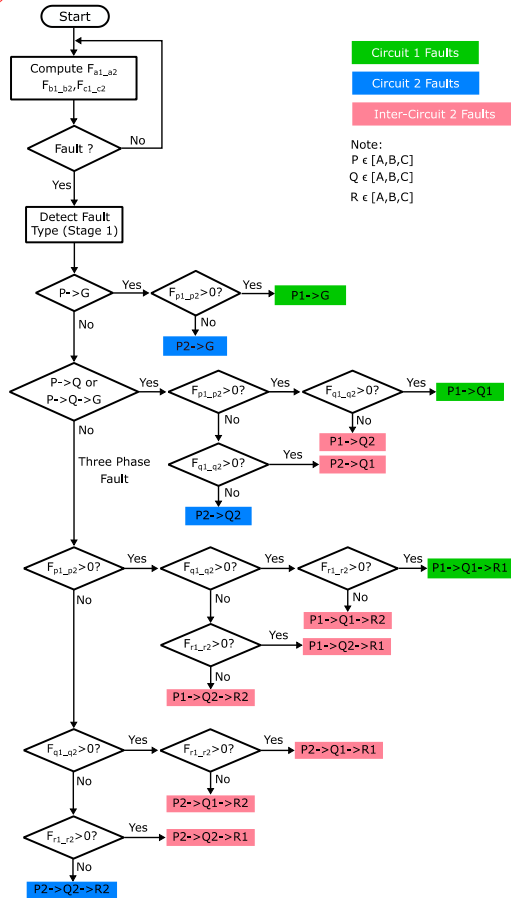 Start
Compute Fa1_a2
Fb1_b2,Fc1_c2
Fault ?
No
Yes
Detect Fault
Type (Stage 1)
Circuit 1 Faults
Circuit 2 Faults
Inter-Circuit 2 Faults
Note:
P ϵ [A,B,C]
Q ϵ [A,B,C]
R ϵ [A,B,C]
P->G
Yes
Fp1_p2>0?
Yes
P1->G
No
No
P2->G
P->Q or
P->Q->G
Yes
Fp1_p2>0?
Yes
Fq1_q2>0?
Yes
P1->Q1
No
No
No
P1->Q2
Three Phase
Fault
Fq1_q2>0?
Yes
P2->Q1
No
P2->Q2
Fp1_p2>0?
Yes
Fq1_q2>0?
Yes
Fr1_r2>0?
Yes
P1->Q1->R1
No
No
No
P1->Q1->R2
Fr1_r2>0?
Yes
P1->Q2->R1
No
P1->Q2->R2
Fq1_q2>0?
Yes
Fr1_r2>0?
Yes
P2->Q1->R1
No
No
P2->Q1->R2
Fr1_r2>0?
Yes
P2->Q2->R1
No
P2->Q2->R2